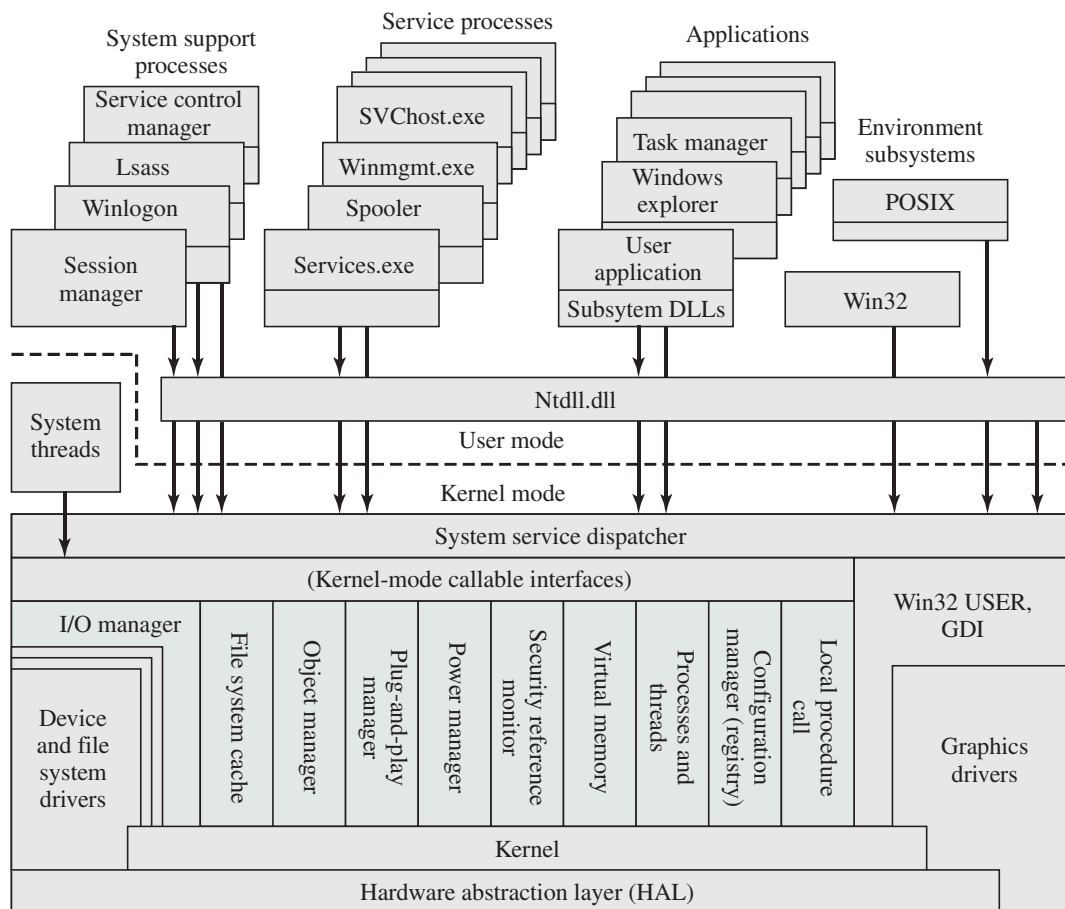 System support
processes
Service control
manager
Lsass
Winlogon
Session
manager
Service processes
SVChost.exe
Winmgmt.exe
Spooler
Services.exe
Applications
Task manager
Windows
explorer
User
application
Subsytem DLLs
Environment
subsystems
POSIX
Win32
System
threads
Ntdll.dll
User mode
Kernel mode
System service dispatcher
(Kernel-mode callable interfaces)
I/O manager
Device
and file
system
drivers
File system cache
Object manager
Plug-and-play
manager
Power manager
Security reference
monitor
Virtual memory
Processes and
threads
Configuration
manager (registry)
Local procedure
call
Win32 USER,
GDI
Graphics
drivers
Kernel
Hardware abstraction layer (HAL)